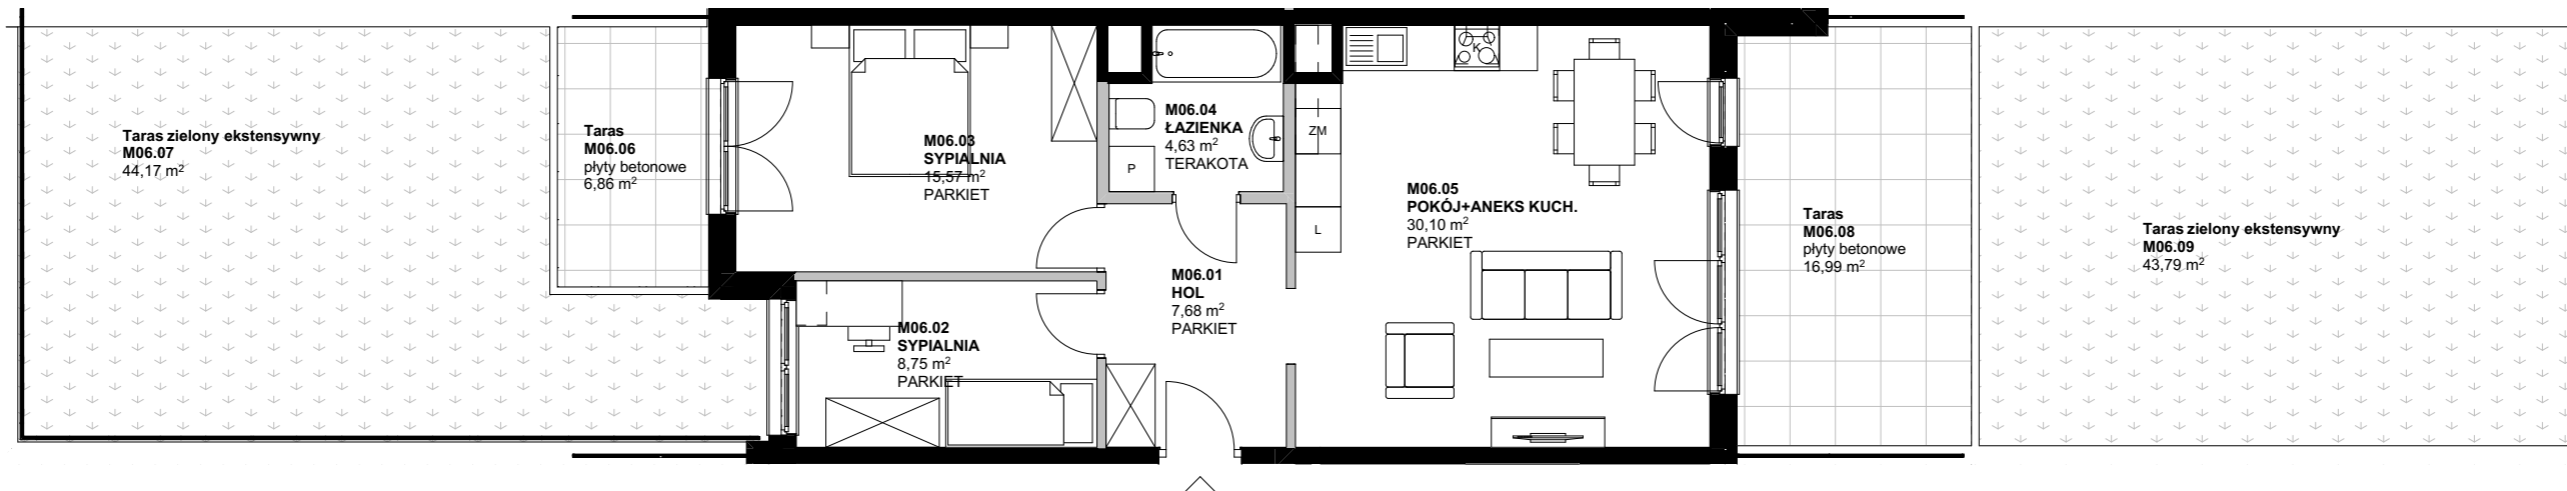 Taras zielony ekstensywny
M06.07
44,17 m²
Taras
M06.06
płyty betonowe
6,86 m²
M06.03
SYPIALNIA
15,57 m²
PARKIET
M06.02
SYPIALNIA
8,75 m²
PARKIET
M06.04
ŁAZIENKA
4,63 m²
TERAKOTA
P
M06.01
HOL
7,68 m²
PARKIET
ZM
L
K
M06.05
POKÓJ+ANEKS KUCH.
30,10 m²
PARKIET
Taras
M06.08
płyty betonowe
16,99 m²
Taras zielony ekstensywny
M06.09
43,79 m²